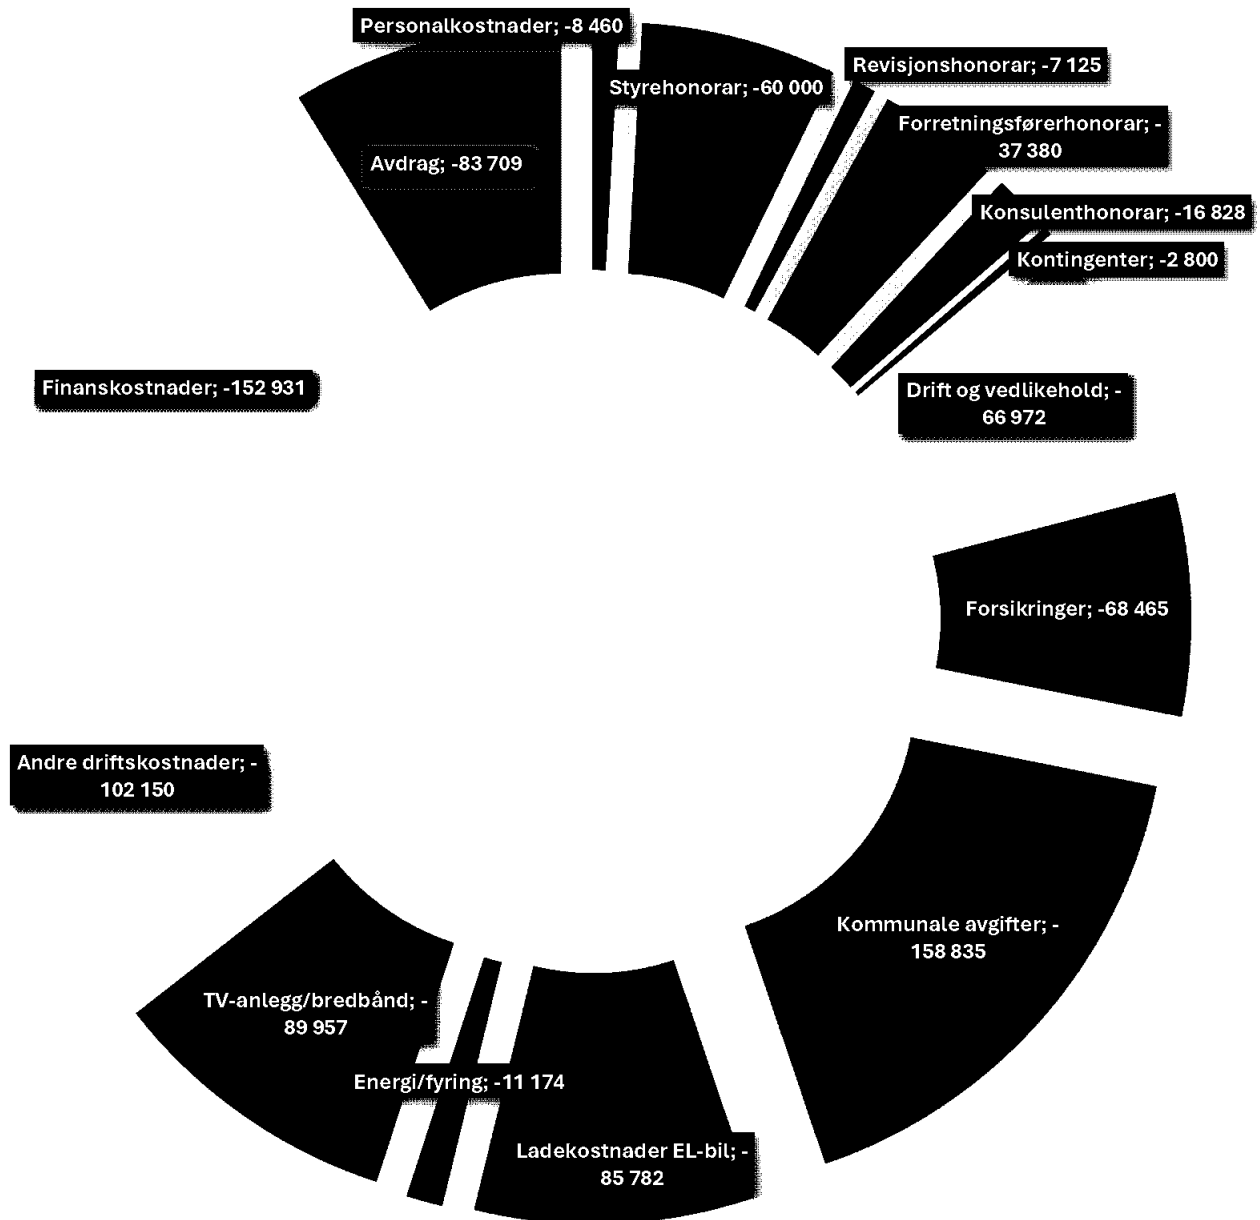 Personalkostnader; -8 460
Styrehonorar; -60 000
Revisjonshonorar; -7 125
Forretningsførerhonorar; -
37 380
Avdrag; -83 709
Konsulenthonorar; -16 828
Kontingenter; -2 800
Finanskostnader; -152 931
Drift og vedlikehold; -
66 972
Forsikringer; -68 465
Andre driftskostnader; -
102 150
Kommunale avgifter; -
158 835
TV-anlegg/bredbånd; -
89 957
Energi/fyring; -11 174
Ladekostnader EL-bil; -
85 782